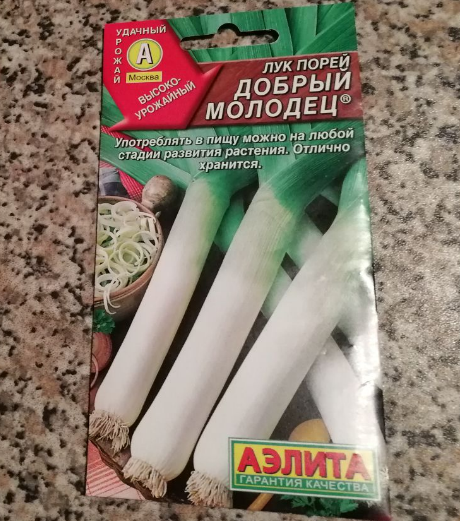 УДАЧНЫЙ
УРОЖАЙ
А
Москва
ВЫСОКО-
УРОЖАЙНЫЙ
ЛУК ПОРЕЙ
ДОБРЫЙ
МОЛОДЕЦ®
Употреблять в пищу можно на любой
стадии развития растения. Отлично
хранится.
АЭЛИТА
ГАРАНТИЯ КАЧЕСТВА